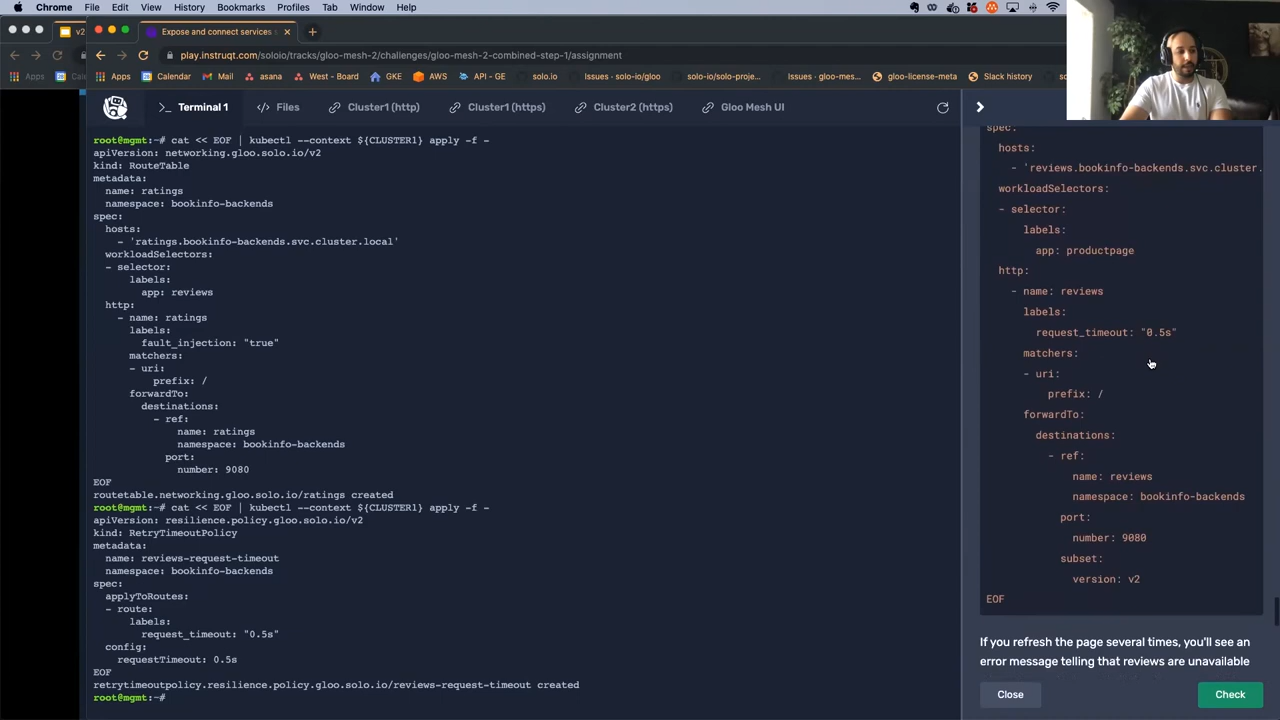 Chrome File Edit View History Bookmarks Profiles Tab Window Help
v2
Expose and connect services
play.instruqt.com/soloio/tracks/gloo-mesh-2/challenges/gloo-mesh-2-combined-step-1/assignment
Apps
Apps Calendar Mail asana West - Board GKE AWS API - GE solo.io Issues · solo-io/gloo solo-io/solo-proje... Issues · gloo-mes... gloo-license-meta Slack history
>_ Terminal 1 </> Files Cluster1 (http) Cluster1 (https) Cluster2 (https) Gloo Mesh UI
root@mgmt:~# cat << EOF | kubectl --context ${CLUSTER1} apply -f -
apiVersion: networking.gloo.solo.io/v2
kind: RouteTable
metadata:
name: ratings
namespace: bookinfo-backends
spec:
hosts:
- 'ratings.bookinfo-backends.svc.cluster.local'
workloadSelectors:
- selector:
labels:
app: reviews
http:
- name: ratings
labels:
fault_injection: "true"
matchers:
- uri:
prefix: /
forwardTo:
destinations:
- ref:
name: ratings
namespace: bookinfo-backends
port:
number: 9080
EOF
routetable.networking.gloo.solo.io/ratings created
root@mgmt:~# cat << EOF | kubectl --context ${CLUSTER1} apply -f -
apiVersion: resilience.policy.gloo.solo.io/v2
kind: RetryTimeoutPolicy
metadata:
name: reviews-request-timeout
namespace: bookinfo-backends
spec:
applyToRoutes:
- route:
labels:
request_timeout: "0.5s"
config:
requestTimeout: 0.5s
EOF
retrytimeoutpolicy.resilience.policy.gloo.solo.io/reviews-request-timeout created
root@mgmt:~#
spec:
hosts:
- 'reviews.bookinfo-backends.svc.cluster.
workloadSelectors:
- selector:
labels:
app: productpage
http:
- name: reviews
labels:
request_timeout: "0.5s"
matchers:
- uri:
prefix: /
forwardTo:
destinations:
- ref:
name: reviews
namespace: bookinfo-backends
port:
number: 9080
subset:
version: v2
EOF
If you refresh the page several times, you'll see an
error message telling that reviews are unavailable
Close Check